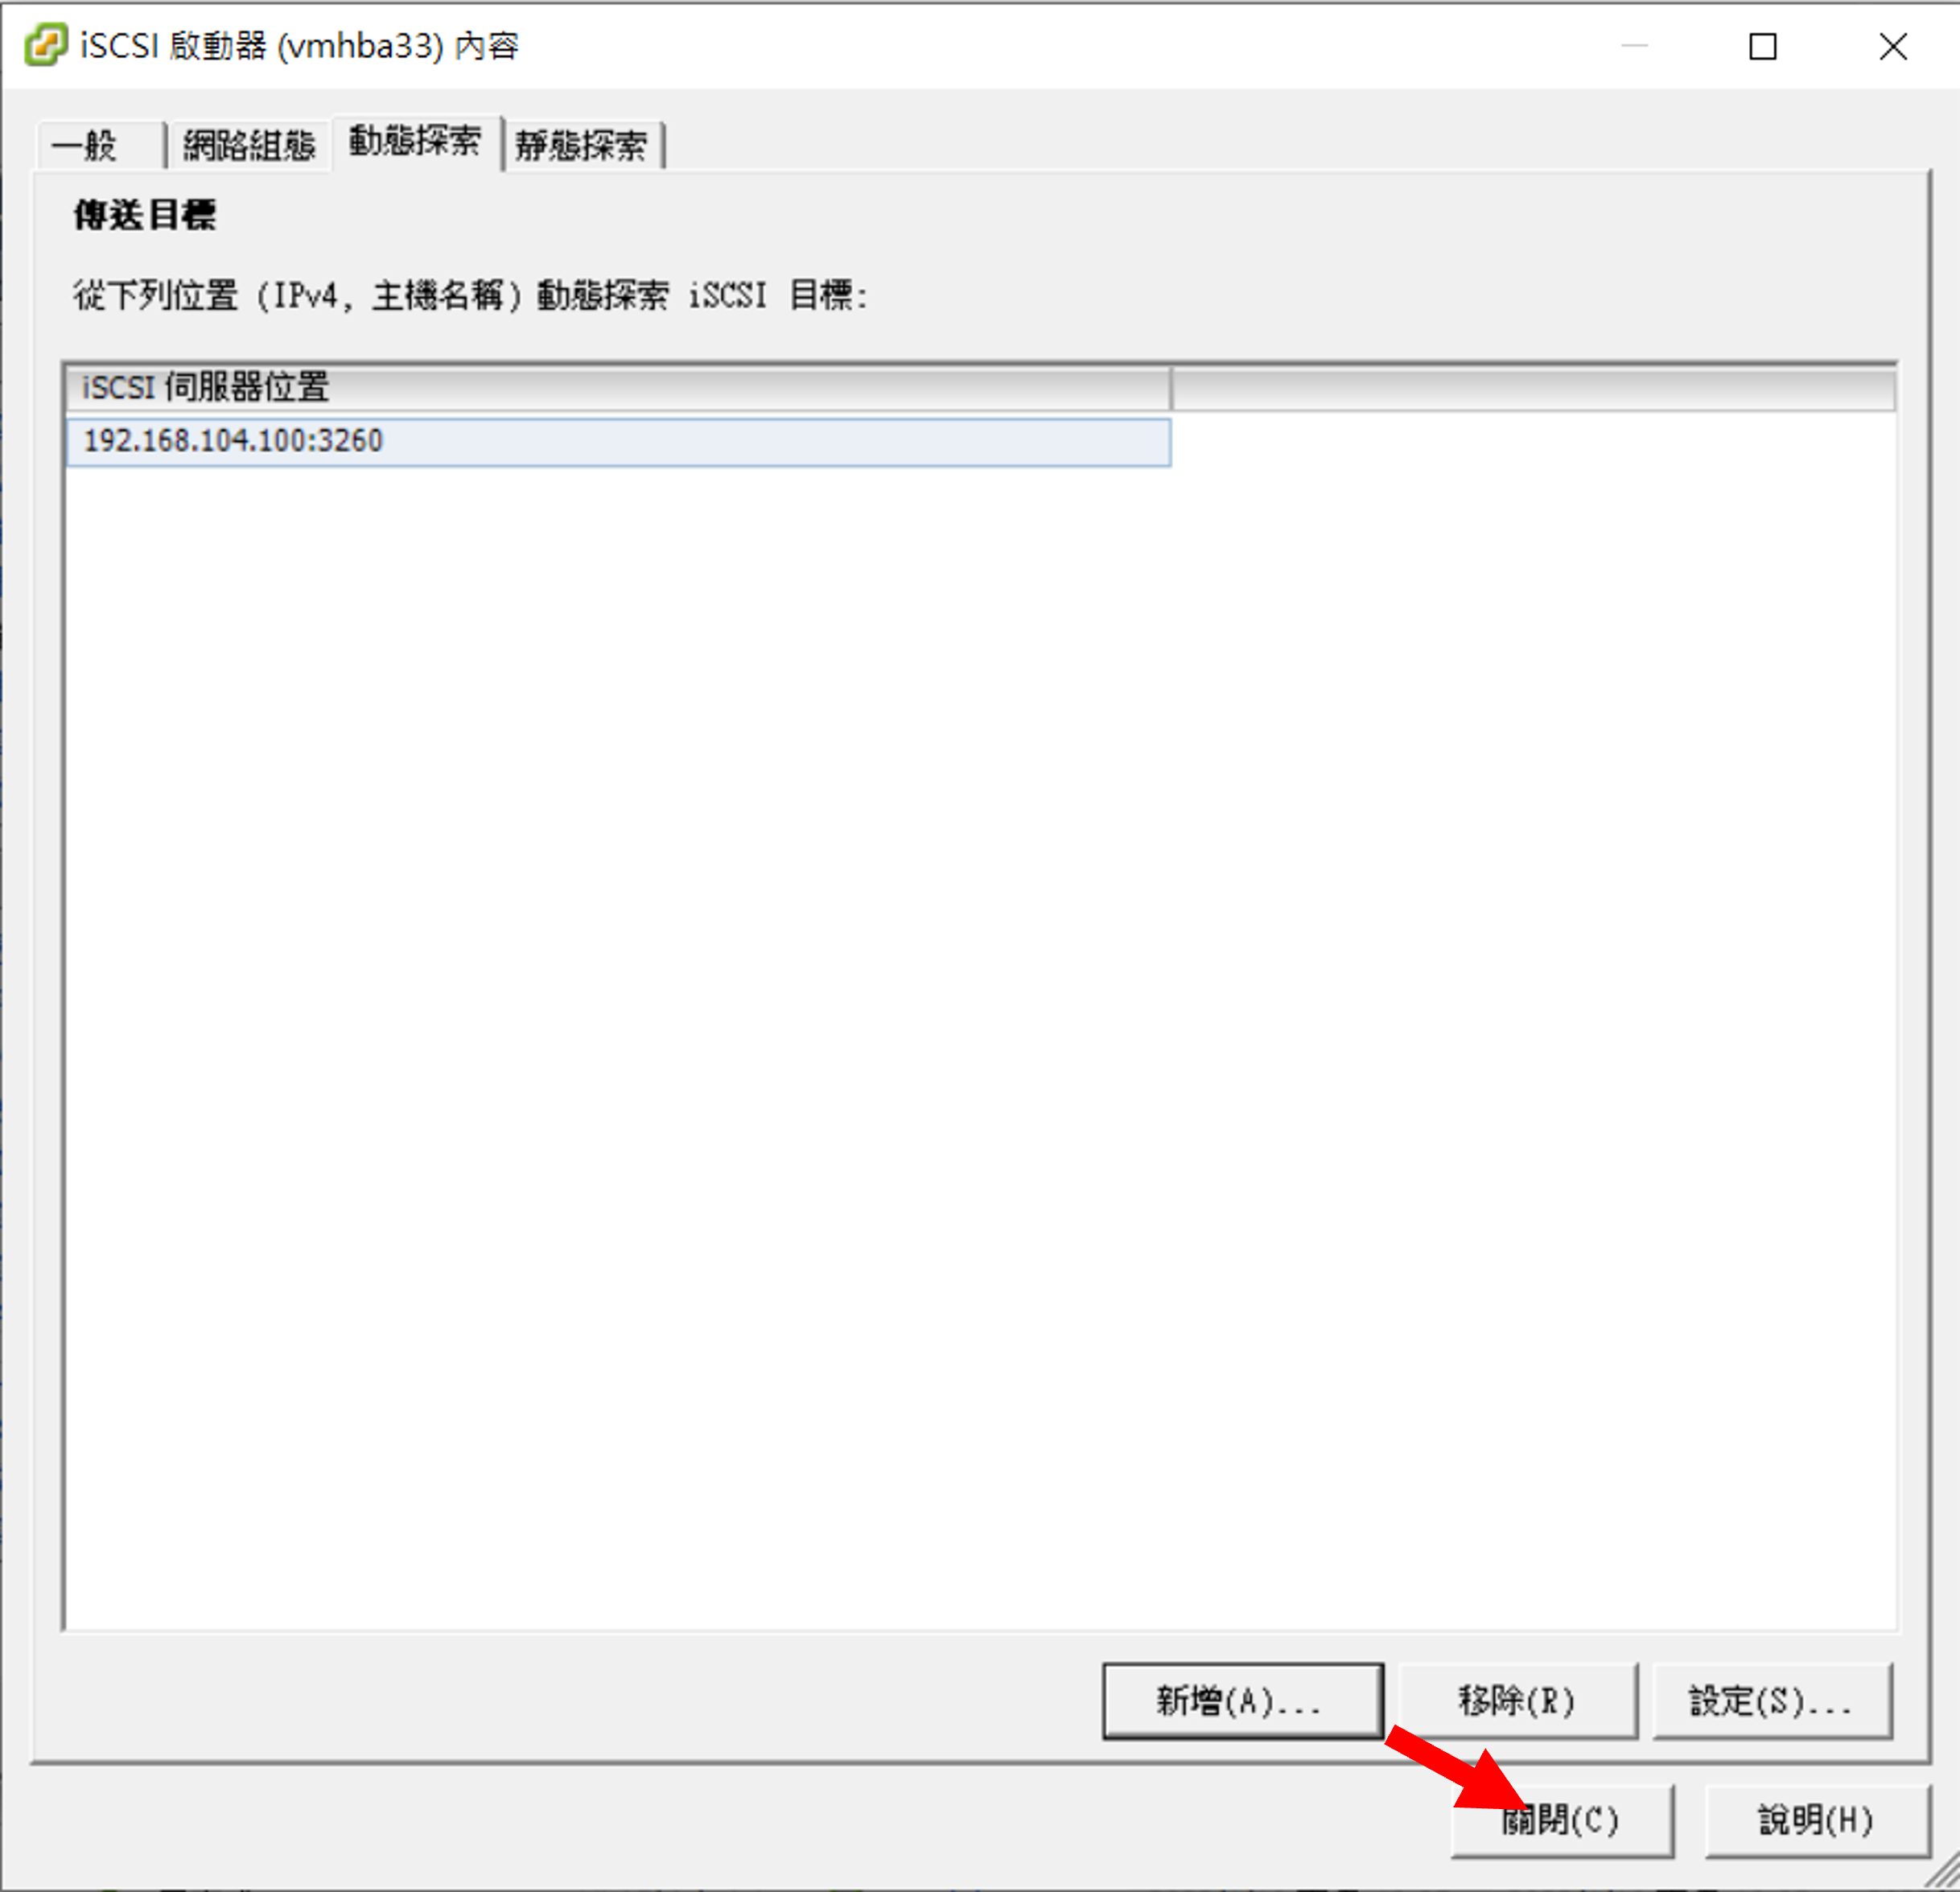 iSCSI 啟動器 (vmhba33) 內容
一般 網路組態 動態探索 靜態探索
傳送目標
從下列位置 (IPv4, 主機名稱) 動態探索 iSCSI 目標:
iSCSI 伺服器位置
192.168.104.100:3260
新增(A)... 移除(R) 設定(S)...
關閉(C) 說明(H)